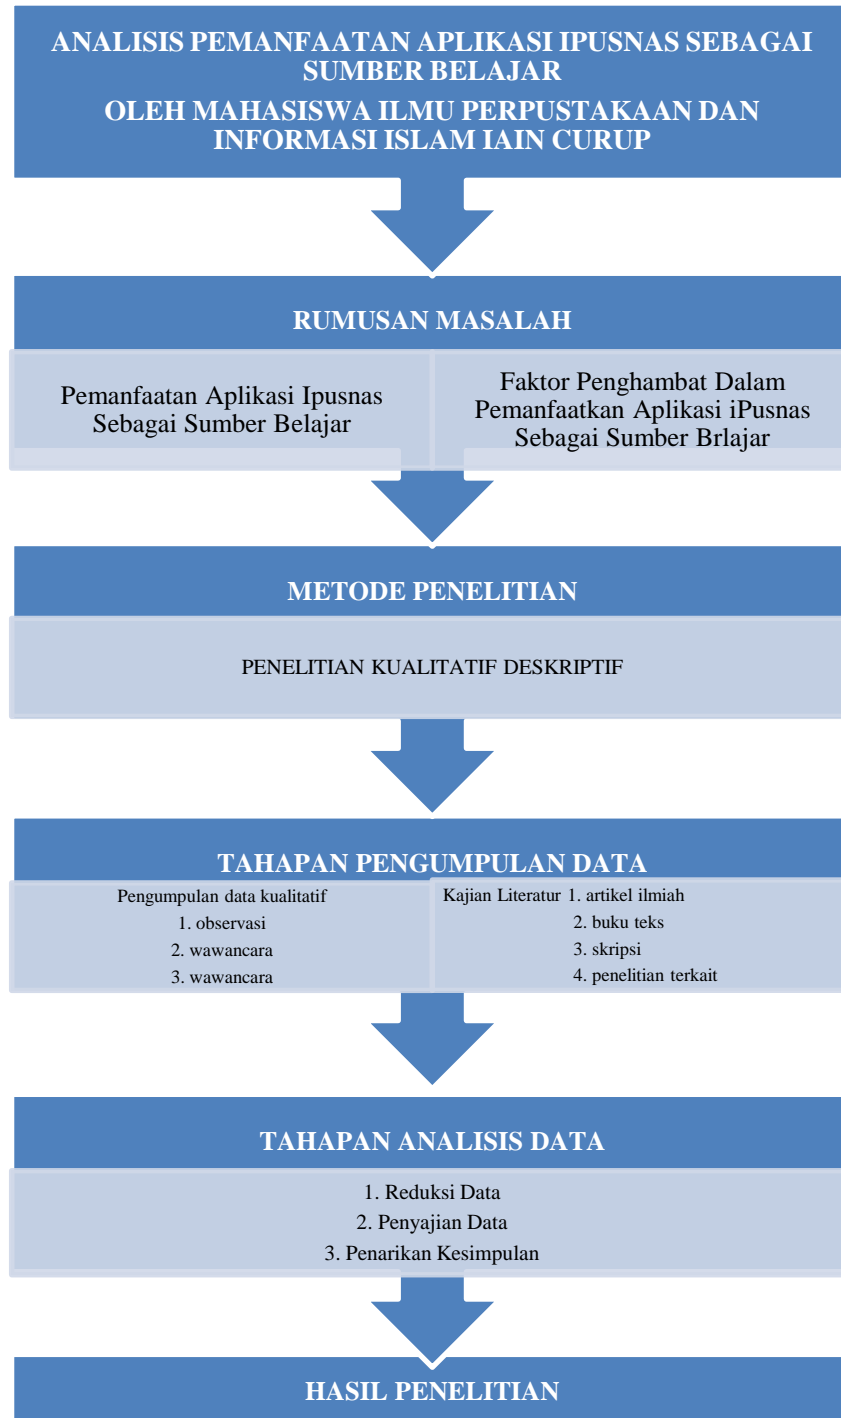 ANALISIS PEMANFAATAN APLIKASI IPUSNAS SEBAGAI
SUMBER BELAJAR
OLEH MAHASISWA ILMU PERPUSTAKAAN DAN
INFORMASI ISLAM IAIN CURUP
RUMUSAN MASALAH
Pemanfaatan Aplikasi Ipusnas
Sebagai Sumber Belajar
Faktor Penghambat Dalam
Pemanfaatkan Aplikasi iPusnas
Sebagai Sumber Brlajar
METODE PENELITIAN
PENELITIAN KUALITATIF DESKRIPTIF
TAHAPAN PENGUMPULAN DATA
Pengumpulan data kualitatif
1. observasi
2. wawancara
3. wawancara
Kajian Literatur 1. artikel ilmiah
2. buku teks
3. skripsi
4. penelitian terkait
TAHAPAN ANALISIS DATA
1. Reduksi Data
2. Penyajian Data
3. Penarikan Kesimpulan
HASIL PENELITIAN